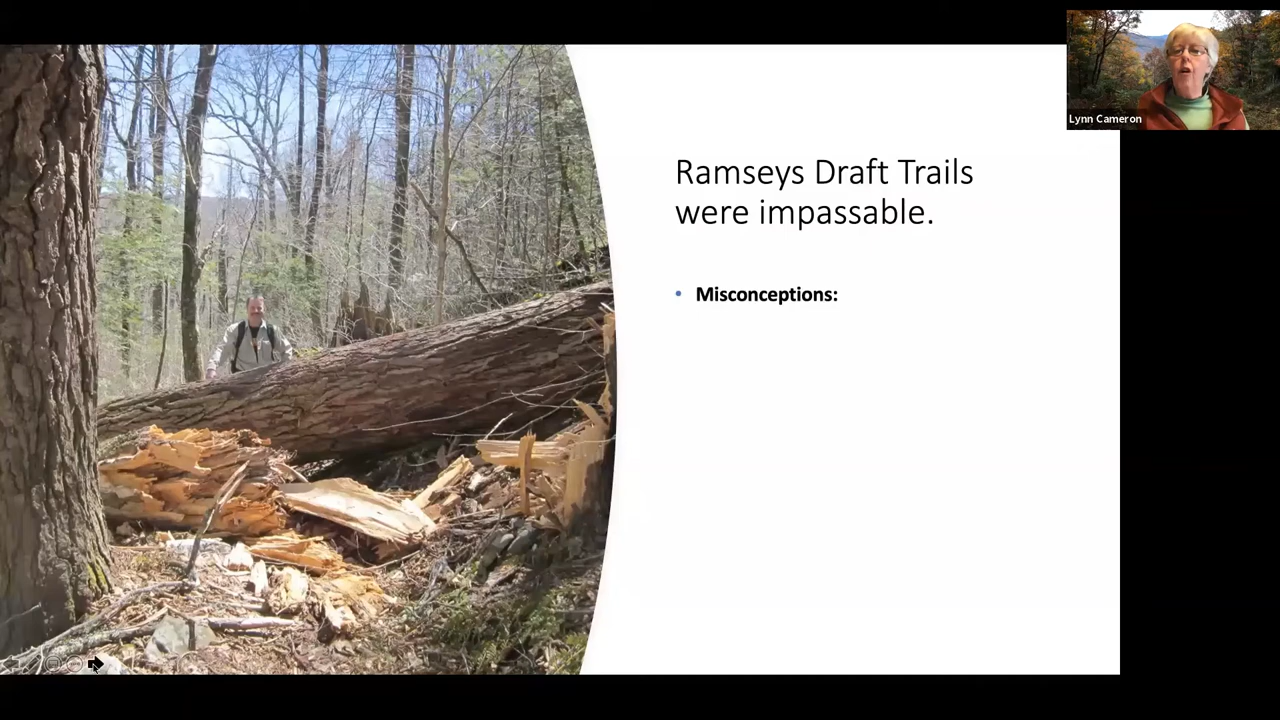 Lynn Cameron
Ramseys Draft Trails
were impassable.
• Misconceptions: